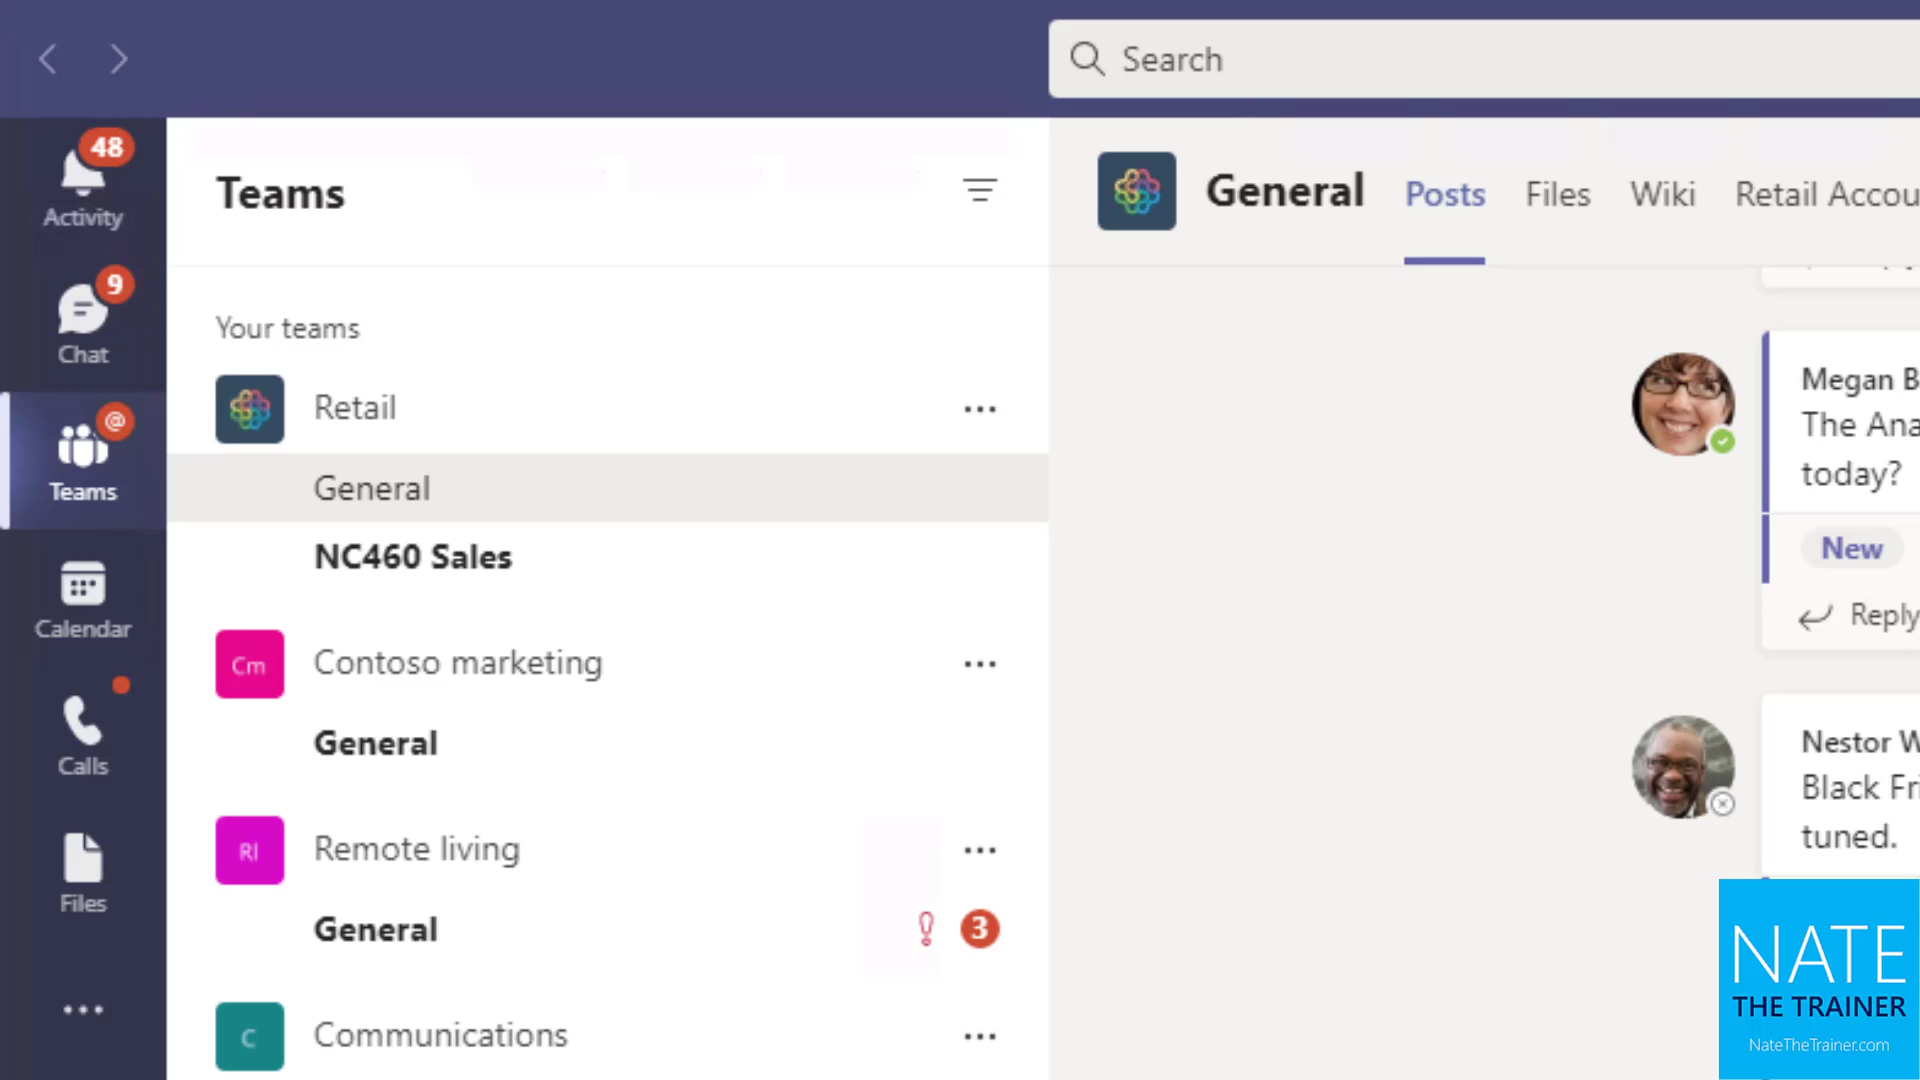 Search
48
Activity
9
Chat
@
Teams
Calendar
Calls
Files
Teams
Your teams
Retail
General
NC460 Sales
Cm
Contoso marketing
General
Rl
Remote living
General
3
C
Communications
General Posts Files Wiki Retail Accou
Megan B
The Ana
today?
New
Reply
Nestor W
Black Fri
tuned.
NATE
THE TRAINER
NateTheTrainer.com